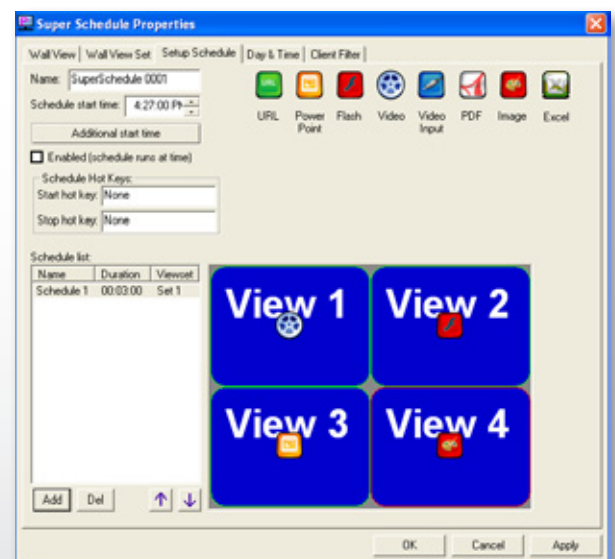 Super Schedule Properties
Wall View
Wall View Set
Setup Schedule
Day & Time
Client Filter
Name: SuperSchedule 0001
Schedule start time: 4:27:00 PM
Additional start time
Enabled (schedule runs at time)
Schedule Hot Keys:
Start hot key: None
Stop hot key: None
URL
Power Point
Flash
Video
Video Input
PDF
Image
Excel
Schedule list:
Name Duration Viewset
Schedule 1 00:03:00 Set 1
View 1
View 2
View 3
View 4
Add
Del
OK
Cancel
Apply